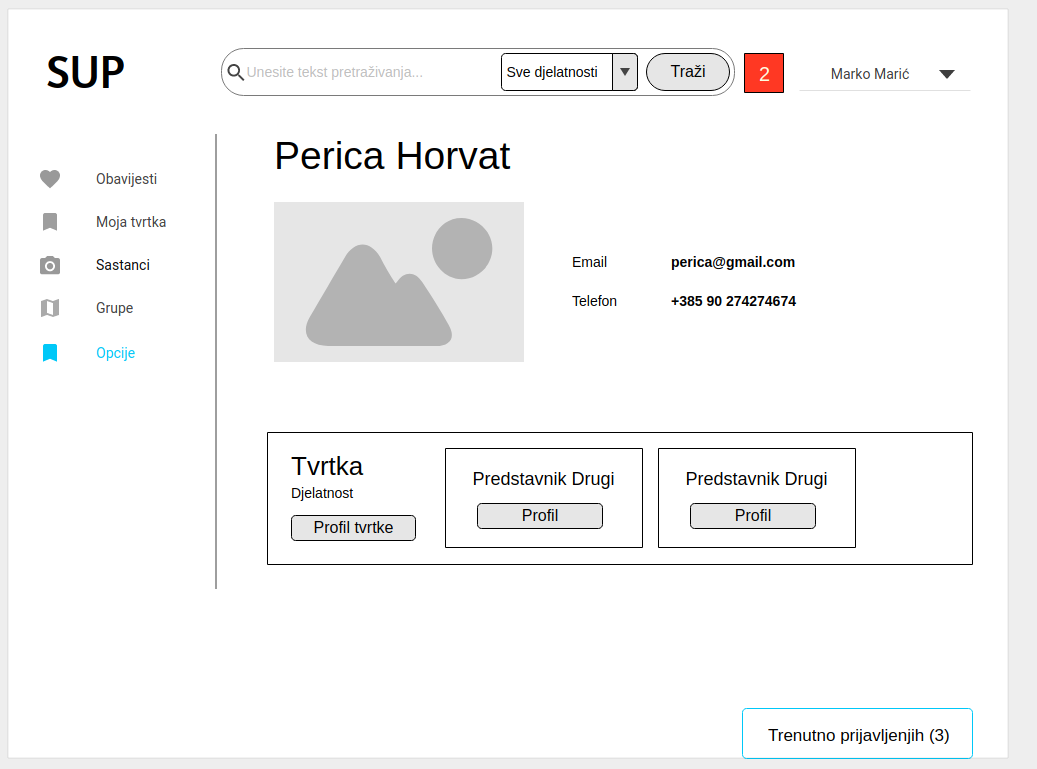 SUP
Unesite tekst pretraživanja...
Sve djelatnosti
Traži
2
Marko Marić
Obavijesti
Moja tvrtka
Sastanci
Grupe
Opcije
Perica Horvat
Email perica@gmail.com
Telefon +385 90 274274674
Tvrtka
Djelatnost
Profil tvrtke
Predstavnik Drugi
Profil
Predstavnik Drugi
Profil
Trenutno prijavljenjih (3)